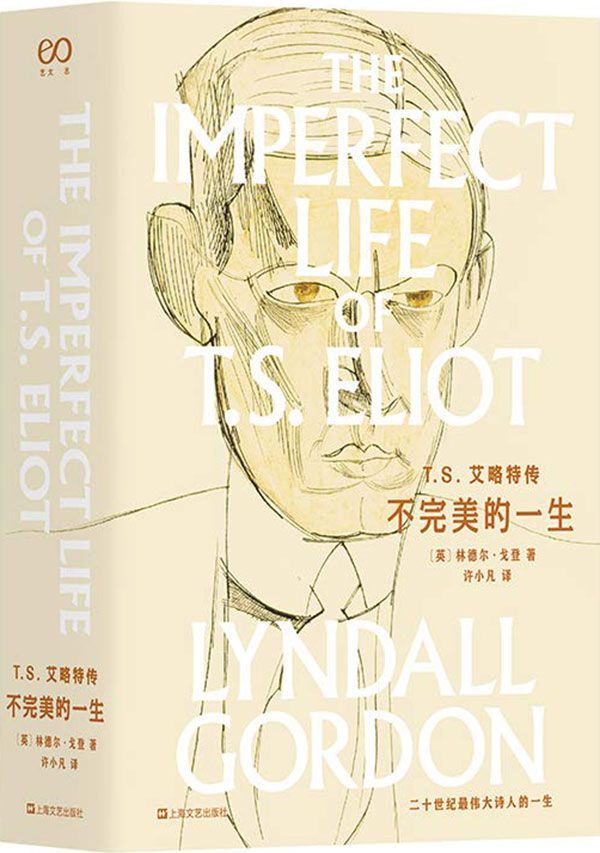 艺文志
THE IMPERFECT LIFE
OF T.S. ELIOT
T.S. 艾略特传
不完美的一生
[英] 林德尔·戈登 著
许小凡 译
上海文艺出版社
THE
IMPERFECT
LIFE
OF
T.S. ELIOT
T.S. 艾略特传
不完美的一生
[英] 林德尔·戈登 著
许小凡 译
LYNDALL
GORDON
二十世纪最伟大诗人的一生
上海文艺出版社